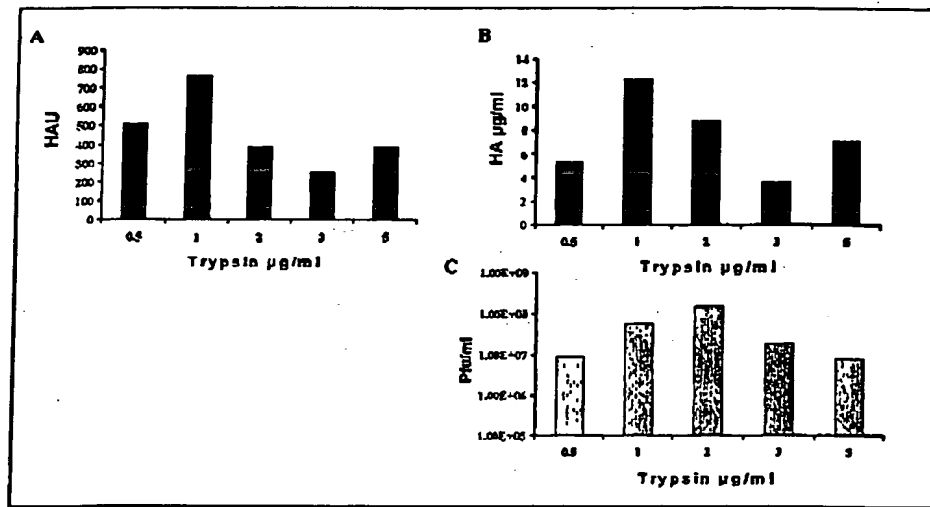 A
HAU
900
800
700
600
500
400
300
200
100
0
0.5 1 2 3 5
Trypsin µg/ml
B
HA µg/ml
14
12
10
8
6
4
2
0
0.5 1 2 3 5
Trypsin µg/ml
C
Pfu/ml
1.00E+09
1.00E+08
1.00E+07
1.00E+06
1.00E+05
0.5 1 2 3 5
Trypsin µg/ml